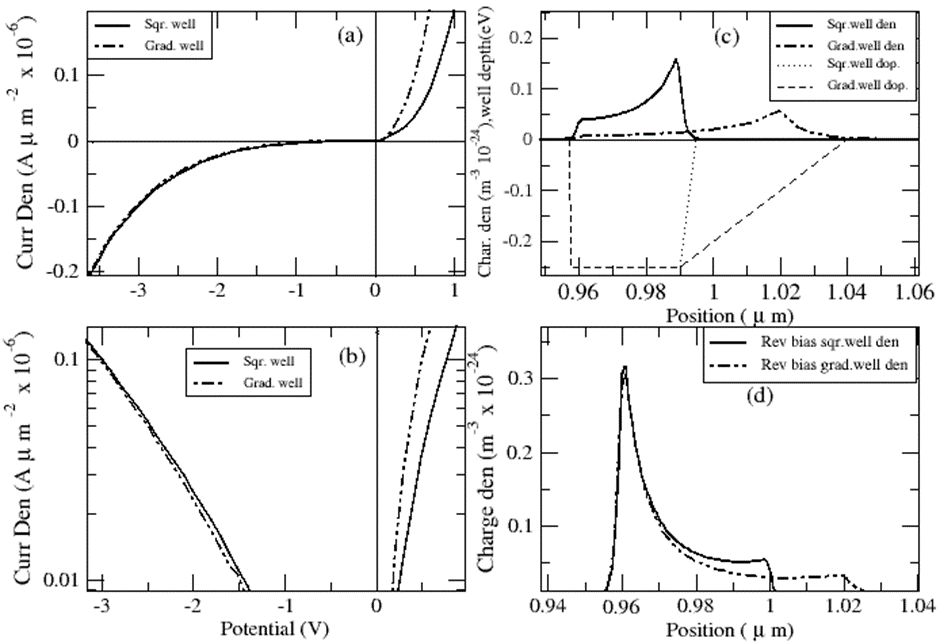 Sqr. well
Grad. well
(a)
0.1
0
-0.1
-0.2
Curr Den (A μ m -2 x 10-6)
-3
-2
-1
0
1
Sqr.well den
Grad.well den
Sqr.well dop.
Grad.well dop.
(c)
0.2
0.1
0
-0.1
-0.2
Char. den (m-3 10-24),well depth(eV)
0.96
0.98
1
1.02
1.04
1.06
Position ( μ m)
Sqr. well
Grad. well
(b)
0.1
0.01
Curr Den (A μ m -2 x 10-6)
-3
-2
-1
0
1
Potential (V)
Rev bias sqr.well den
Rev bias grad.well den
(d)
0.3
0.2
0.1
Charge den (m-3 x 10-24)
0.94
0.96
0.98
1
1.02
1.04
Position ( μ m)